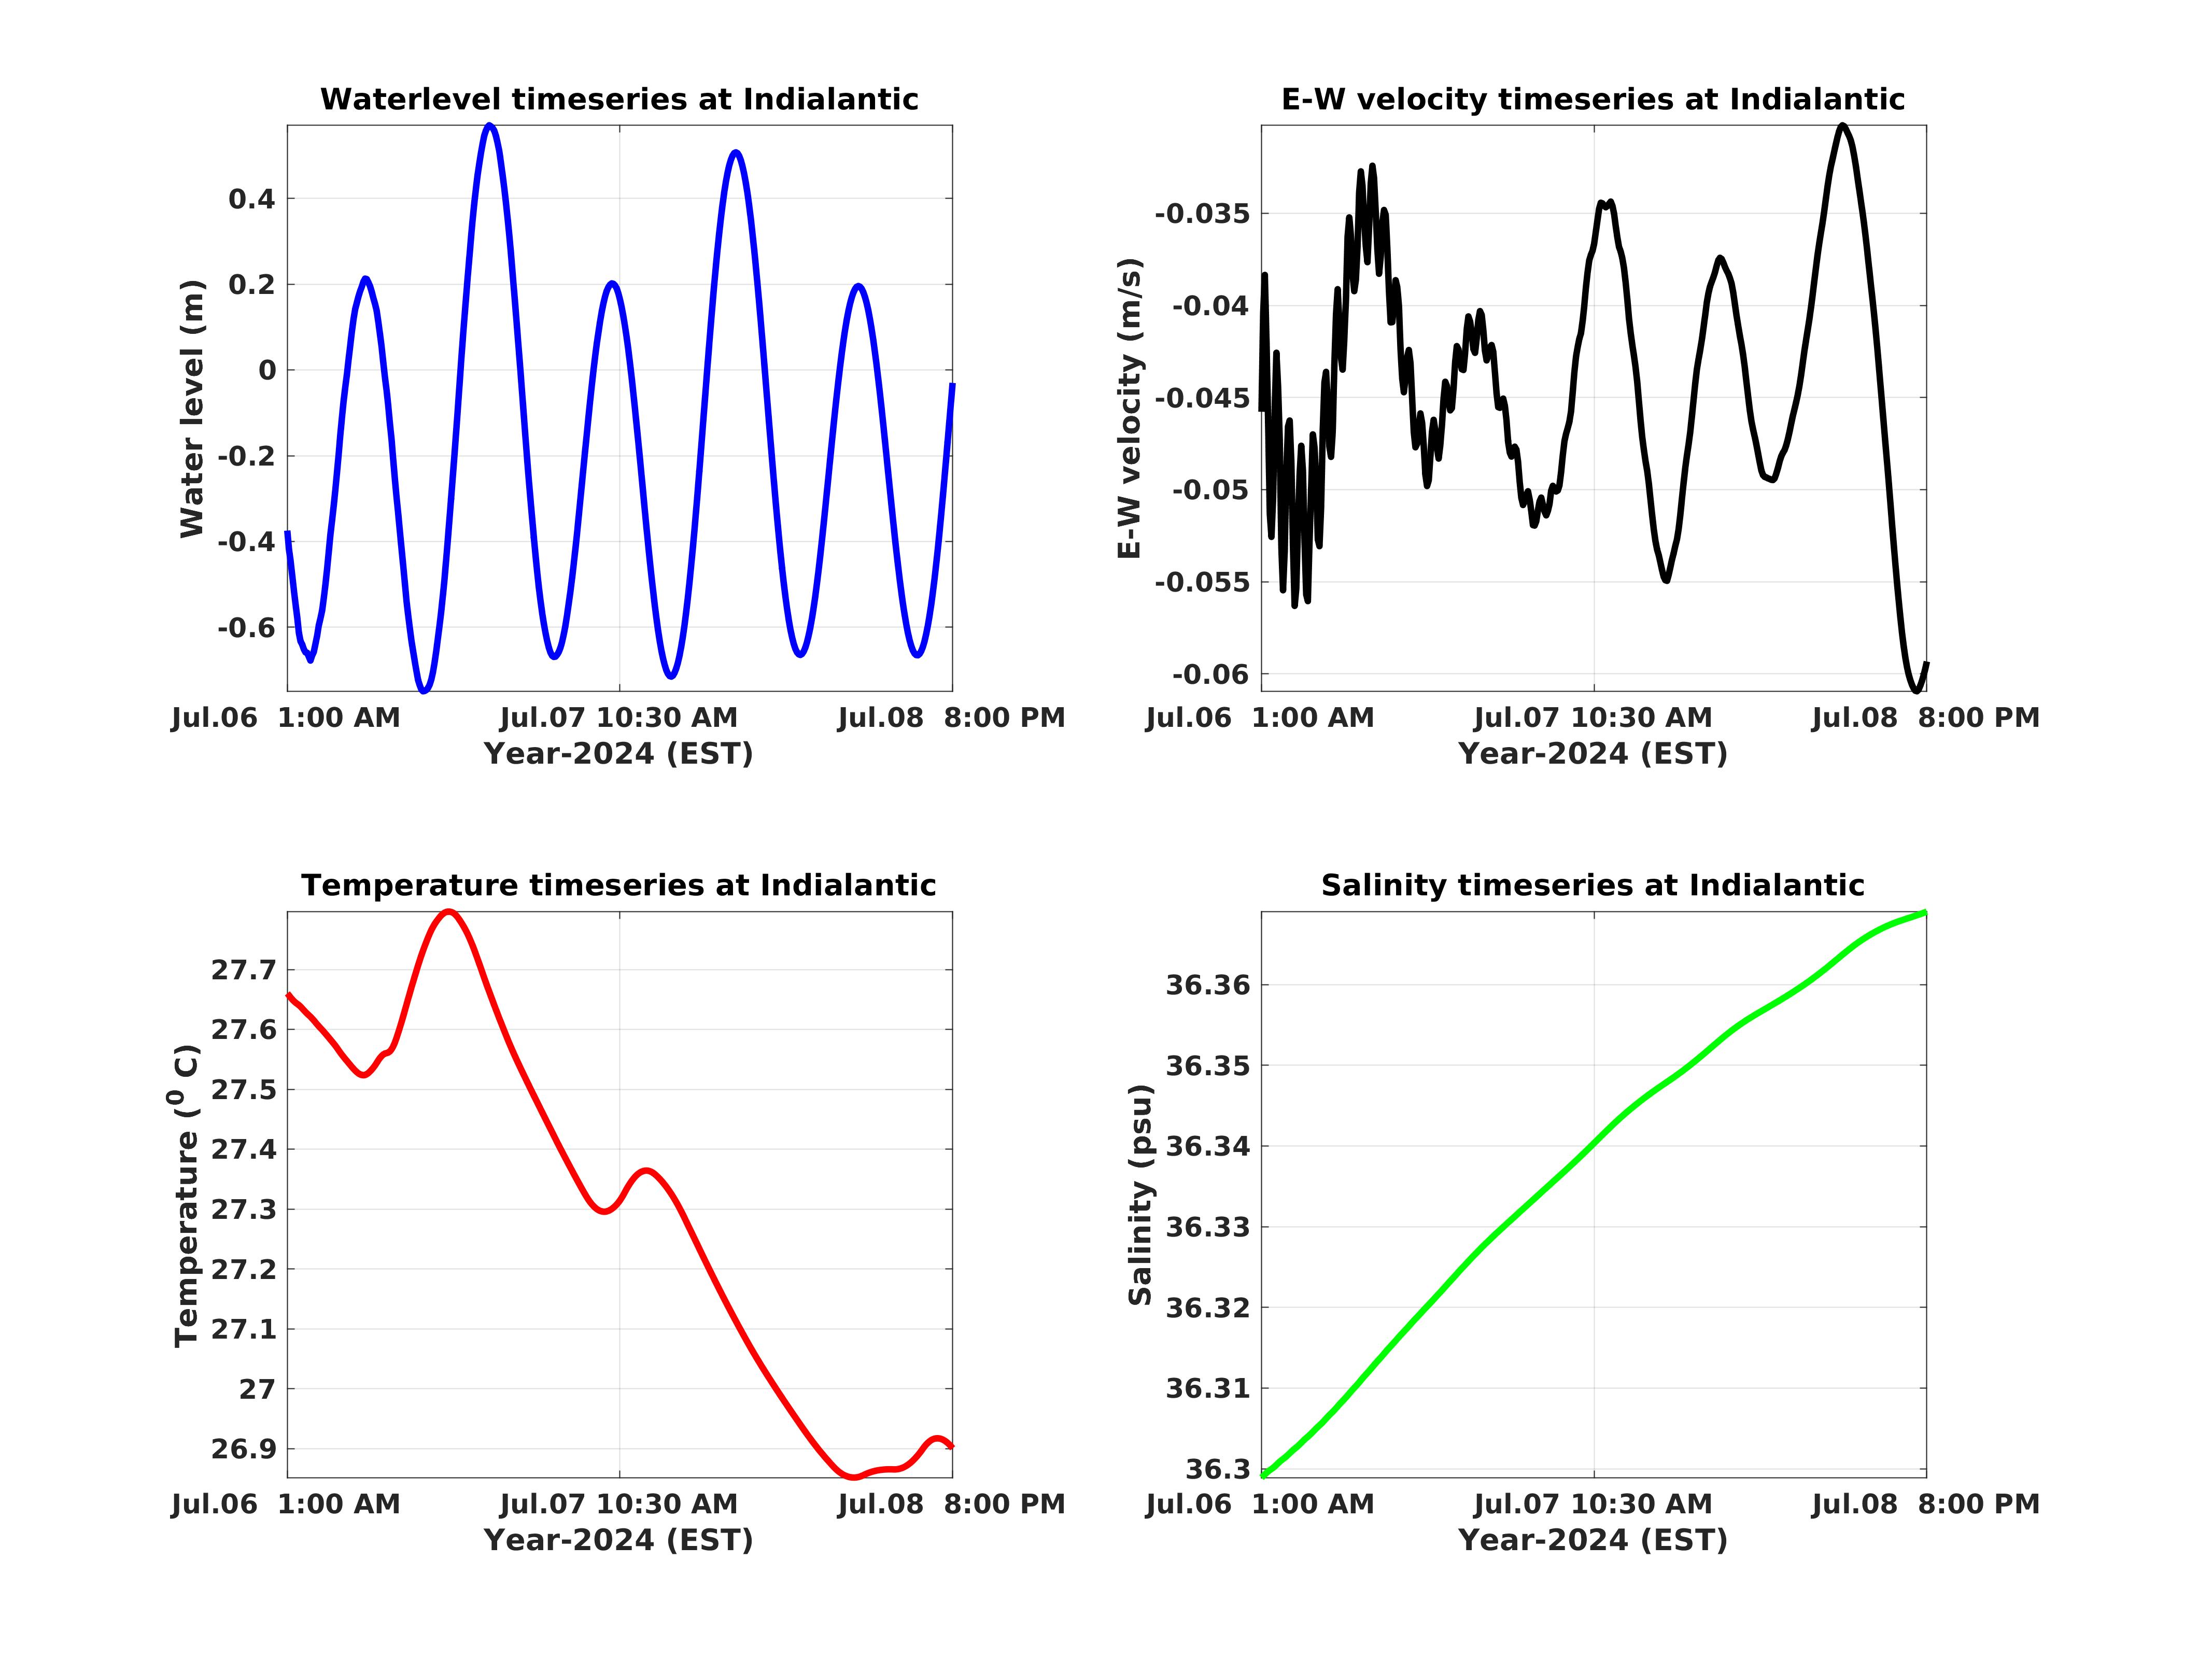 Waterlevel timeseries at Indialantic
0.4
0.2
0
-0.2
-0.4
-0.6
Water level (m)
Jul.06 1:00 AM
Jul.07 10:30 AM
Jul.08 8:00 PM
Year-2024 (EST)
E-W velocity timeseries at Indialantic
-0.035
-0.04
-0.045
-0.05
-0.055
-0.06
E-W velocity (m/s)
Jul.06 1:00 AM
Jul.07 10:30 AM
Jul.08 8:00 PM
Year-2024 (EST)
Temperature timeseries at Indialantic
27.7
27.6
27.5
27.4
27.3
27.2
27.1
27
26.9
Temperature (⁰ C)
Jul.06 1:00 AM
Jul.07 10:30 AM
Jul.08 8:00 PM
Year-2024 (EST)
Salinity timeseries at Indialantic
36.36
36.35
36.34
36.33
36.32
36.31
36.3
Salinity (psu)
Jul.06 1:00 AM
Jul.07 10:30 AM
Jul.08 8:00 PM
Year-2024 (EST)